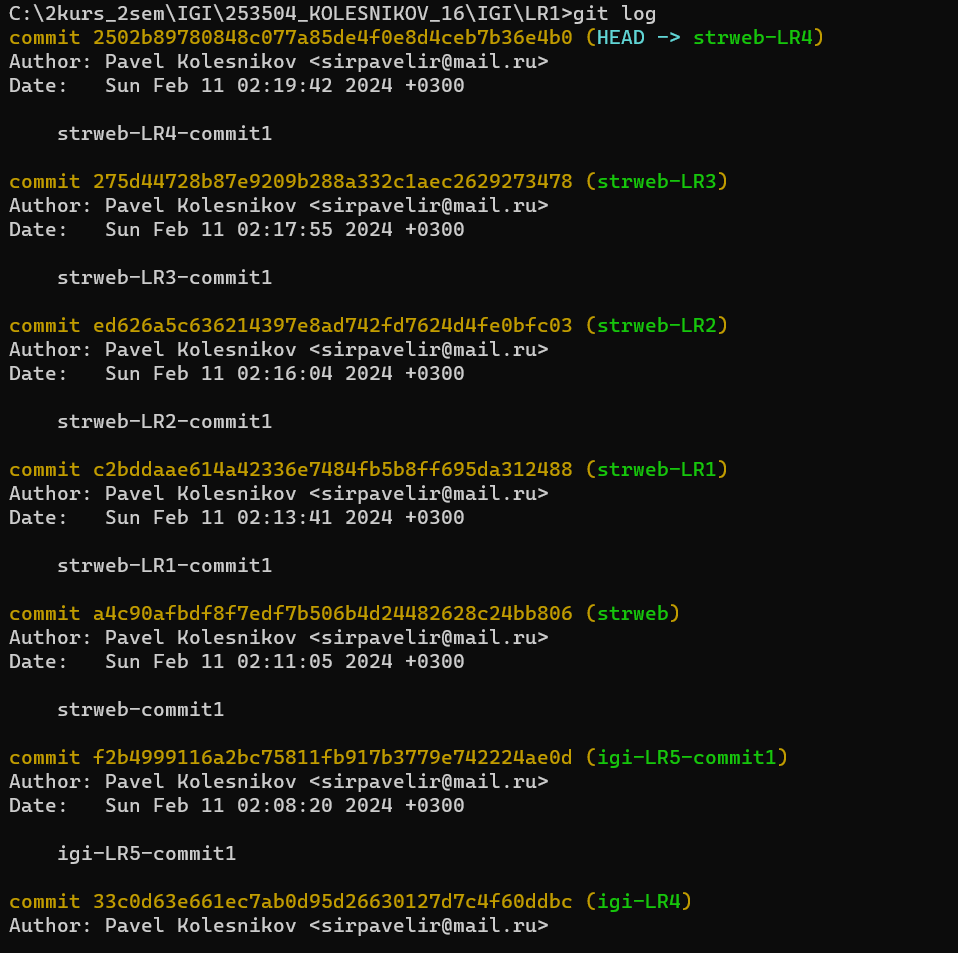 C:\2kurs_2sem\IGI\253504_KOLESNIKOV_16\IGI\LR1>git log
commit 2502b89780848c077a85de4f0e8d4ceb7b36e4b0 (HEAD -> strweb-LR4)
Author: Pavel Kolesnikov <sirpavelir@mail.ru>
Date:   Sun Feb 11 02:19:42 2024 +0300
    strweb-LR4-commit1
commit 275d44728b87e9209b288a332c1aec2629273478 (strweb-LR3)
Author: Pavel Kolesnikov <sirpavelir@mail.ru>
Date:   Sun Feb 11 02:17:55 2024 +0300
    strweb-LR3-commit1
commit ed626a5c636214397e8ad742fd7624d4fe0bfc03 (strweb-LR2)
Author: Pavel Kolesnikov <sirpavelir@mail.ru>
Date:   Sun Feb 11 02:16:04 2024 +0300
    strweb-LR2-commit1
commit c2bddaae614a42336e7484fb5b8ff695da312488 (strweb-LR1)
Author: Pavel Kolesnikov <sirpavelir@mail.ru>
Date:   Sun Feb 11 02:13:41 2024 +0300
    strweb-LR1-commit1
commit a4c90afbdf8f7edf7b506b4d24482628c24bb806 (strweb)
Author: Pavel Kolesnikov <sirpavelir@mail.ru>
Date:   Sun Feb 11 02:11:05 2024 +0300
    strweb-commit1
commit f2b4999116a2bc75811fb917b3779e742224ae0d (igi-LR5-commit1)
Author: Pavel Kolesnikov <sirpavelir@mail.ru>
Date:   Sun Feb 11 02:08:20 2024 +0300
    igi-LR5-commit1
commit 33c0d63e661ec7ab0d95d26630127d7c4f60ddbc (igi-LR4)
Author: Pavel Kolesnikov <sirpavelir@mail.ru>